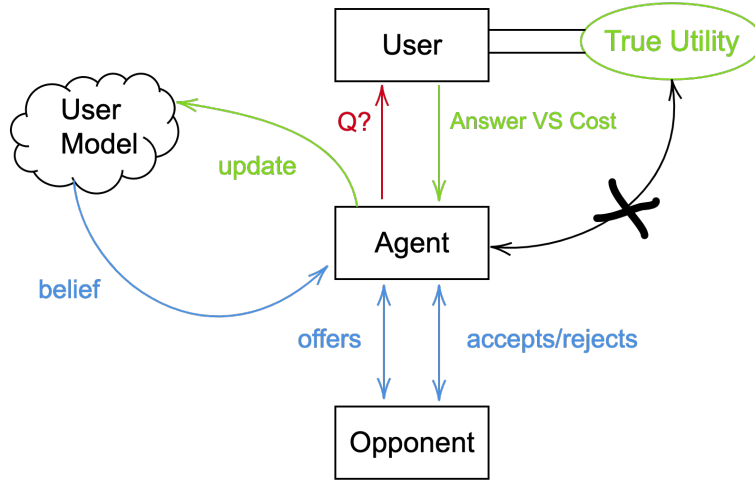 User
True Utility
User
Model
Q?
Answer VS Cost
update
Agent
belief
offers
accepts/rejects
Opponent